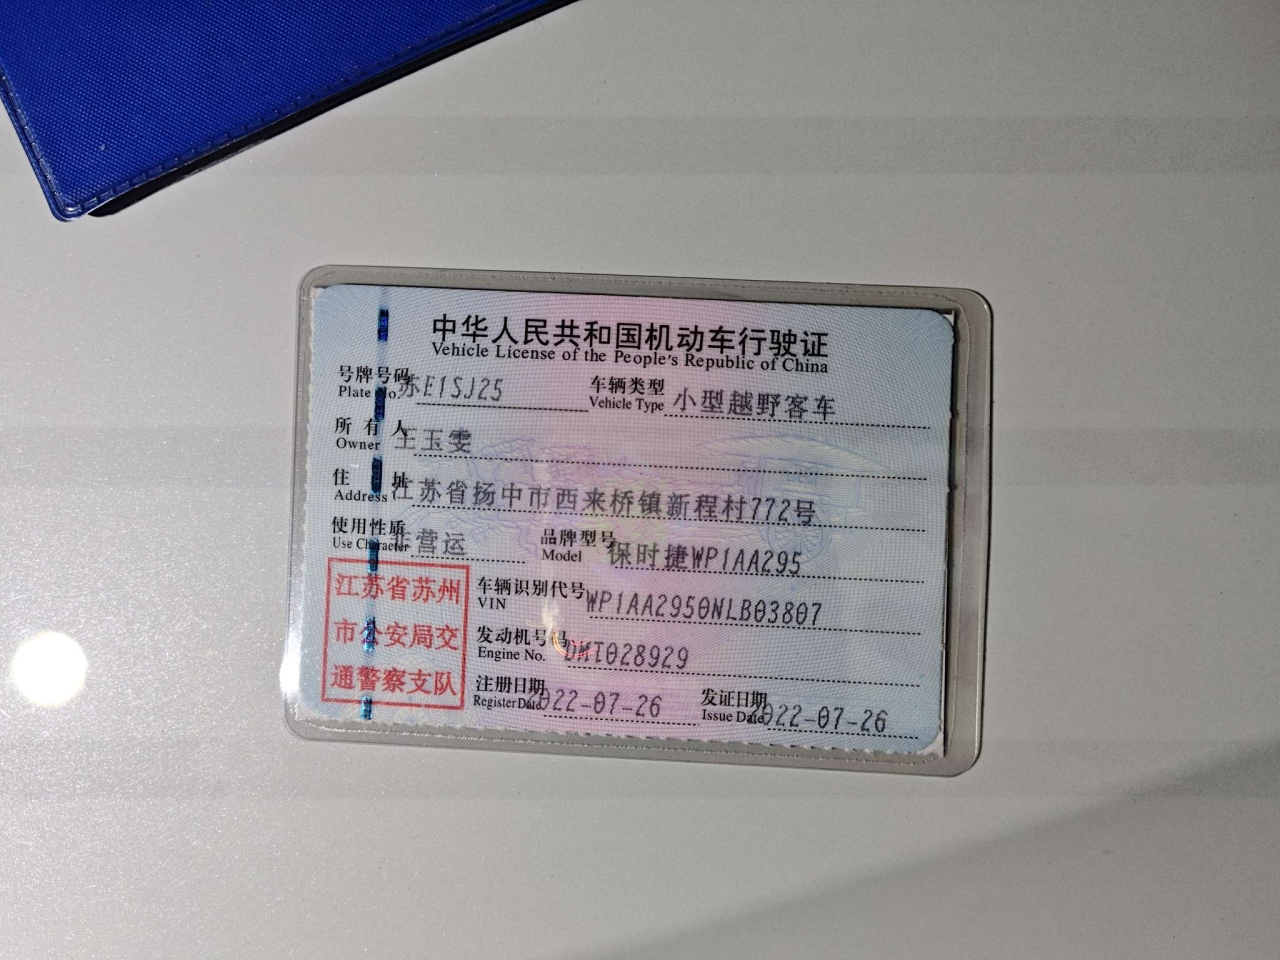 中华人民共和国机动车行驶证
Vehicle License of the People's Republic of China
号牌号码 苏E1SJ25 车辆类型 小型越野客车
Plate No. Vehicle Type
所有人 王玉雯
Owner
住址 江苏省扬中市西来桥镇新程村772号
Address
使用性质 非营运 品牌型号 保时捷WP1AA295
Use Character Model
江苏省苏州
市公安局交
通警察支队
车辆识别代号 WP1AA2950NLB03807
VIN
发动机号码 DMT028929
Engine No.
注册日期 2022-07-26 发证日期 2022-07-26
Register Date Issue Date